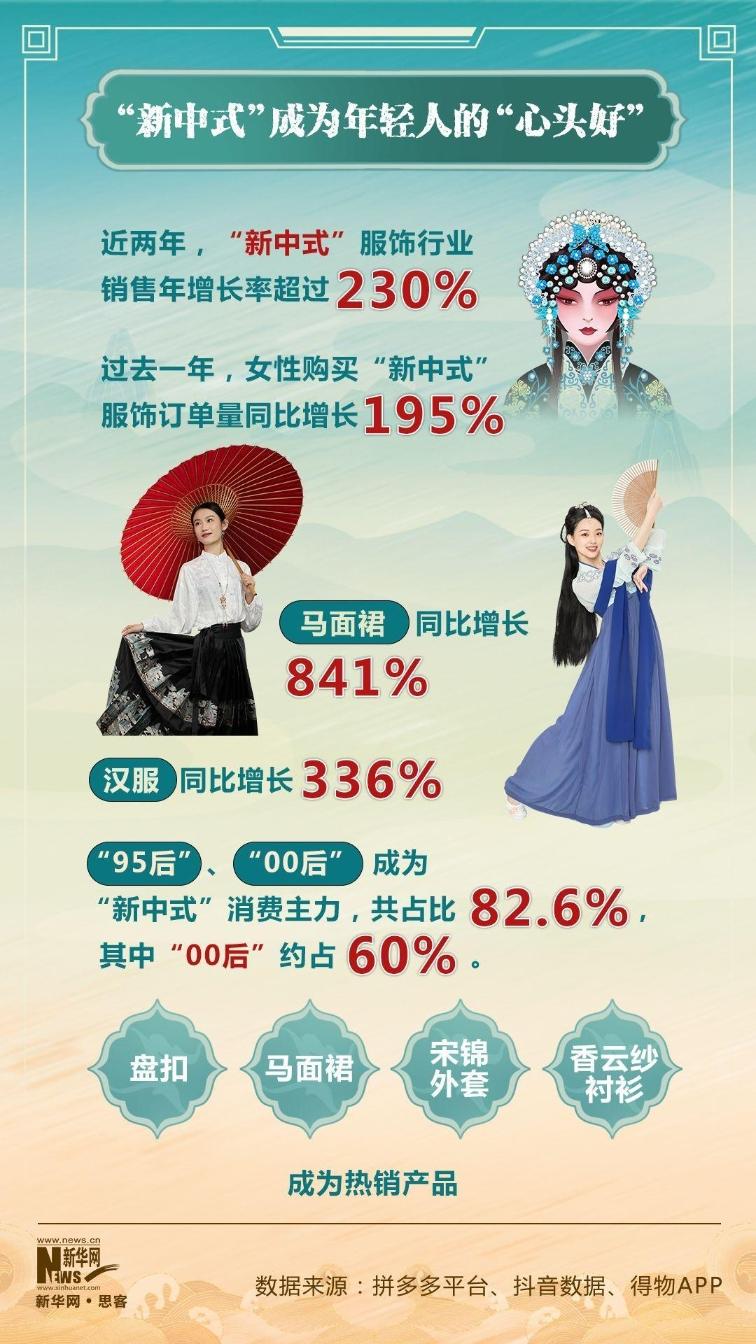 “新中式”成为年轻人的“心头好”
近两年，“新中式”服饰行业
销售年增长率超过230%
过去一年，女性购买“新中式”
服饰订单量同比增长195%
马面裙 同比增长
841%
汉服 同比增长 336%
“95后”、“00后” 成为
“新中式”消费主力，共占比 82.6%，
其中“00后”约占 60% 。
盘扣
马面裙
宋锦
外套
香云纱
衬衫
成为热销产品
www.news.cn
新华网
NEWS
www.xinhuanet.com
新华网·思客
数据来源：拼多多平台、抖音数据、得物APP